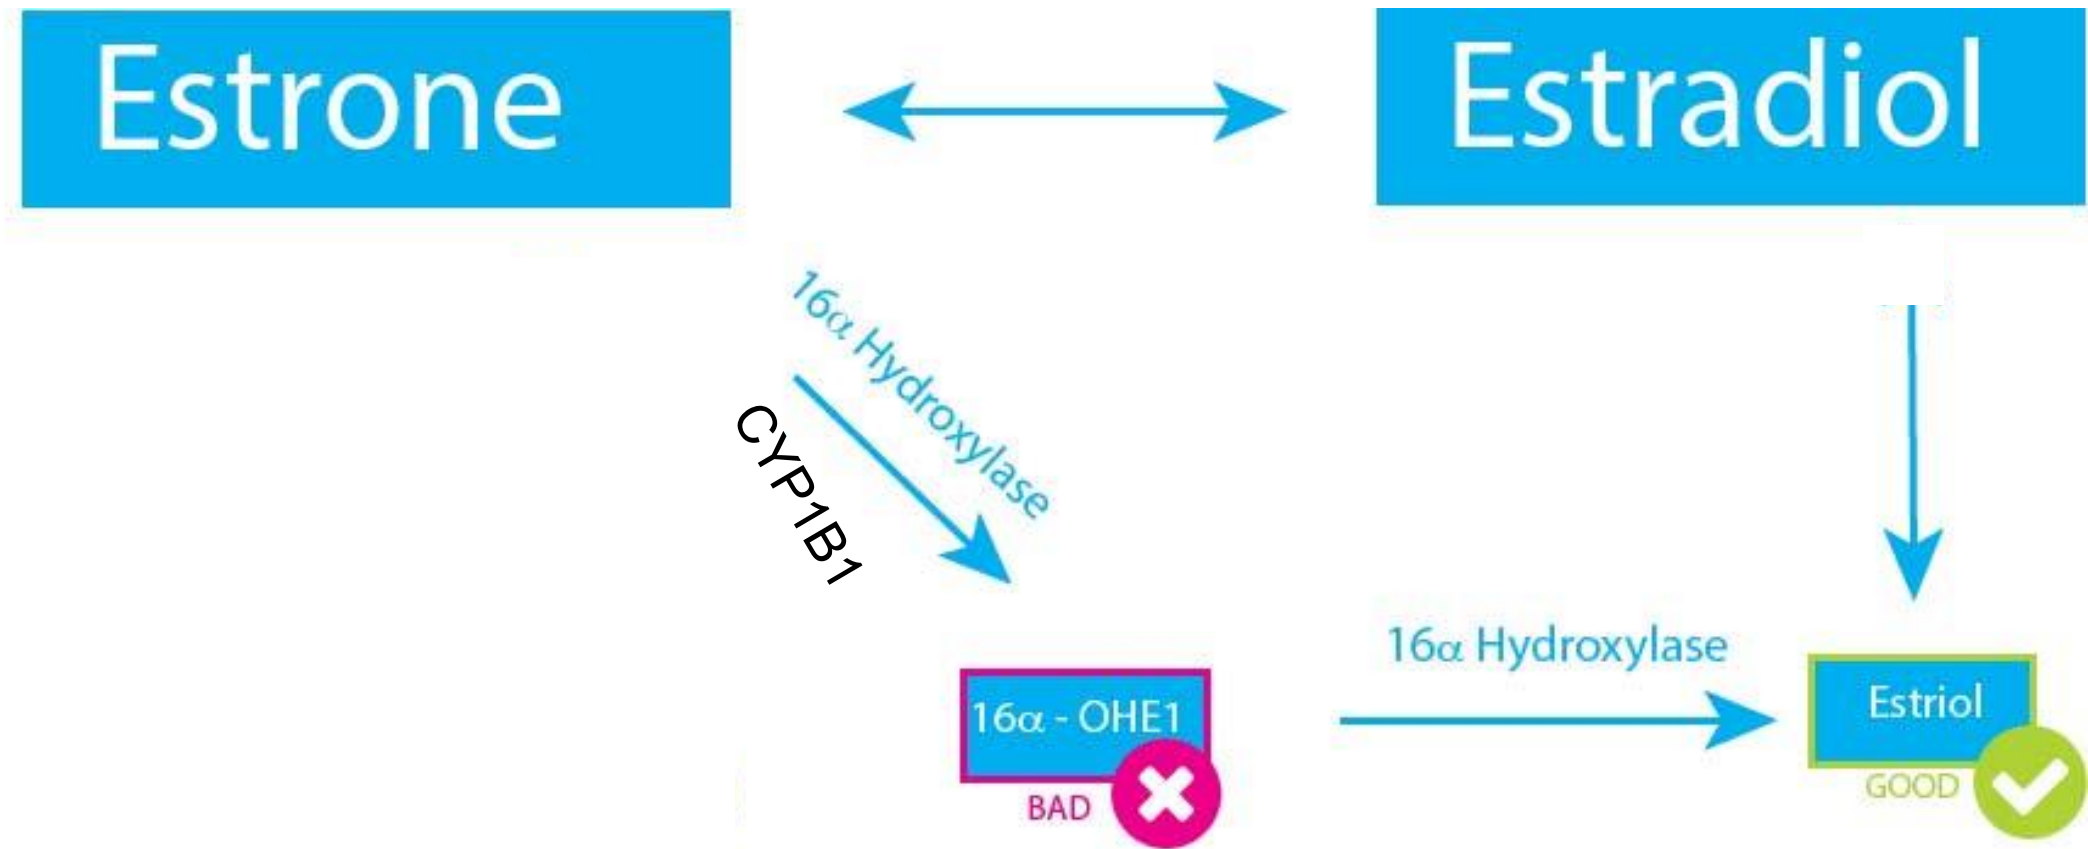 Estrone
Estradiol
16α Hydroxylase
CYP1B1
16α Hydroxylase
16α - OHE1
BAD
Estriol
GOOD